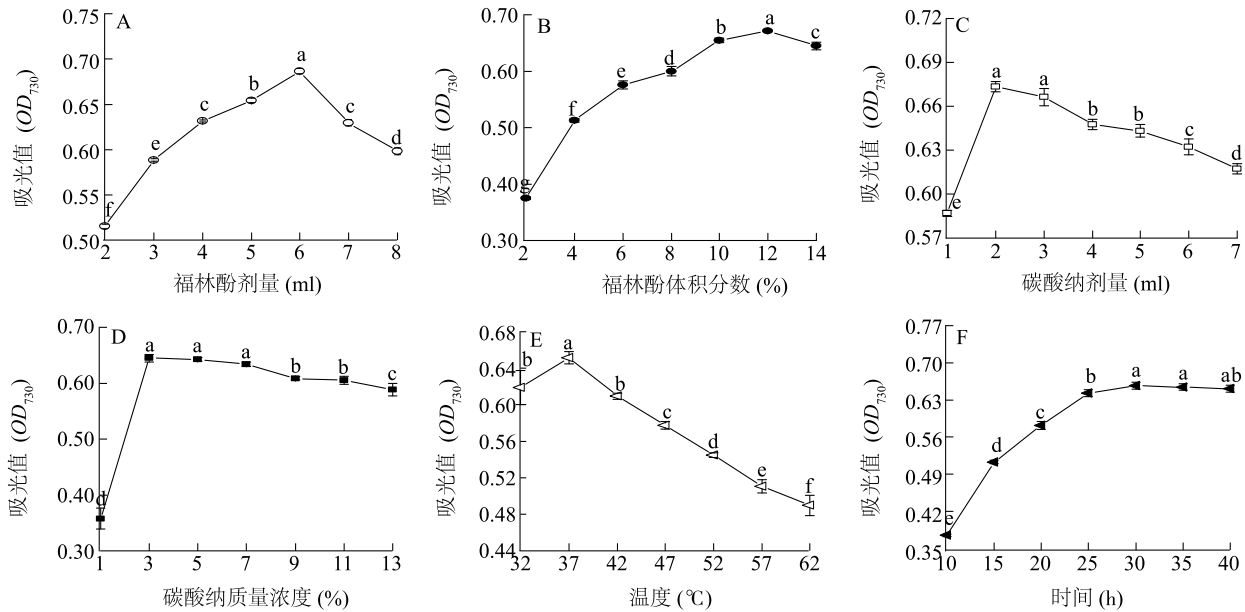 A
吸光值 (OD730)
0.75
0.70
0.65
0.60
0.55
0.50
f
e
c
b
a
c
d
2 3 4 5 6 7 8
福林酚剂量 (ml)
B
吸光值 (OD730)
0.70
0.60
0.50
0.40
0.30
g
f
e
d
b
a
c
2 4 6 8 10 12 14
福林酚体积分数 (%)
C
吸光值 (OD730)
0.72
0.69
0.66
0.63
0.60
0.57
e
a
a
b
b
c
d
1 2 3 4 5 6 7
碳酸纳剂量 (ml)
D
吸光值 (OD730)
0.70
0.60
0.50
0.40
0.30
d
a
a
a
b
b
c
1 3 5 7 9 11 13
碳酸纳质量浓度 (%)
E
吸光值 (OD730)
0.68
0.64
0.60
0.56
0.52
0.48
0.44
b
a
b
c
d
e
f
32 37 42 47 52 57 62
温度 (℃)
F
吸光值 (OD730)
0.77
0.70
0.63
0.56
0.49
0.42
0.35
e
d
c
b
a
a
ab
10 15 20 25 30 35 40
时间 (h)